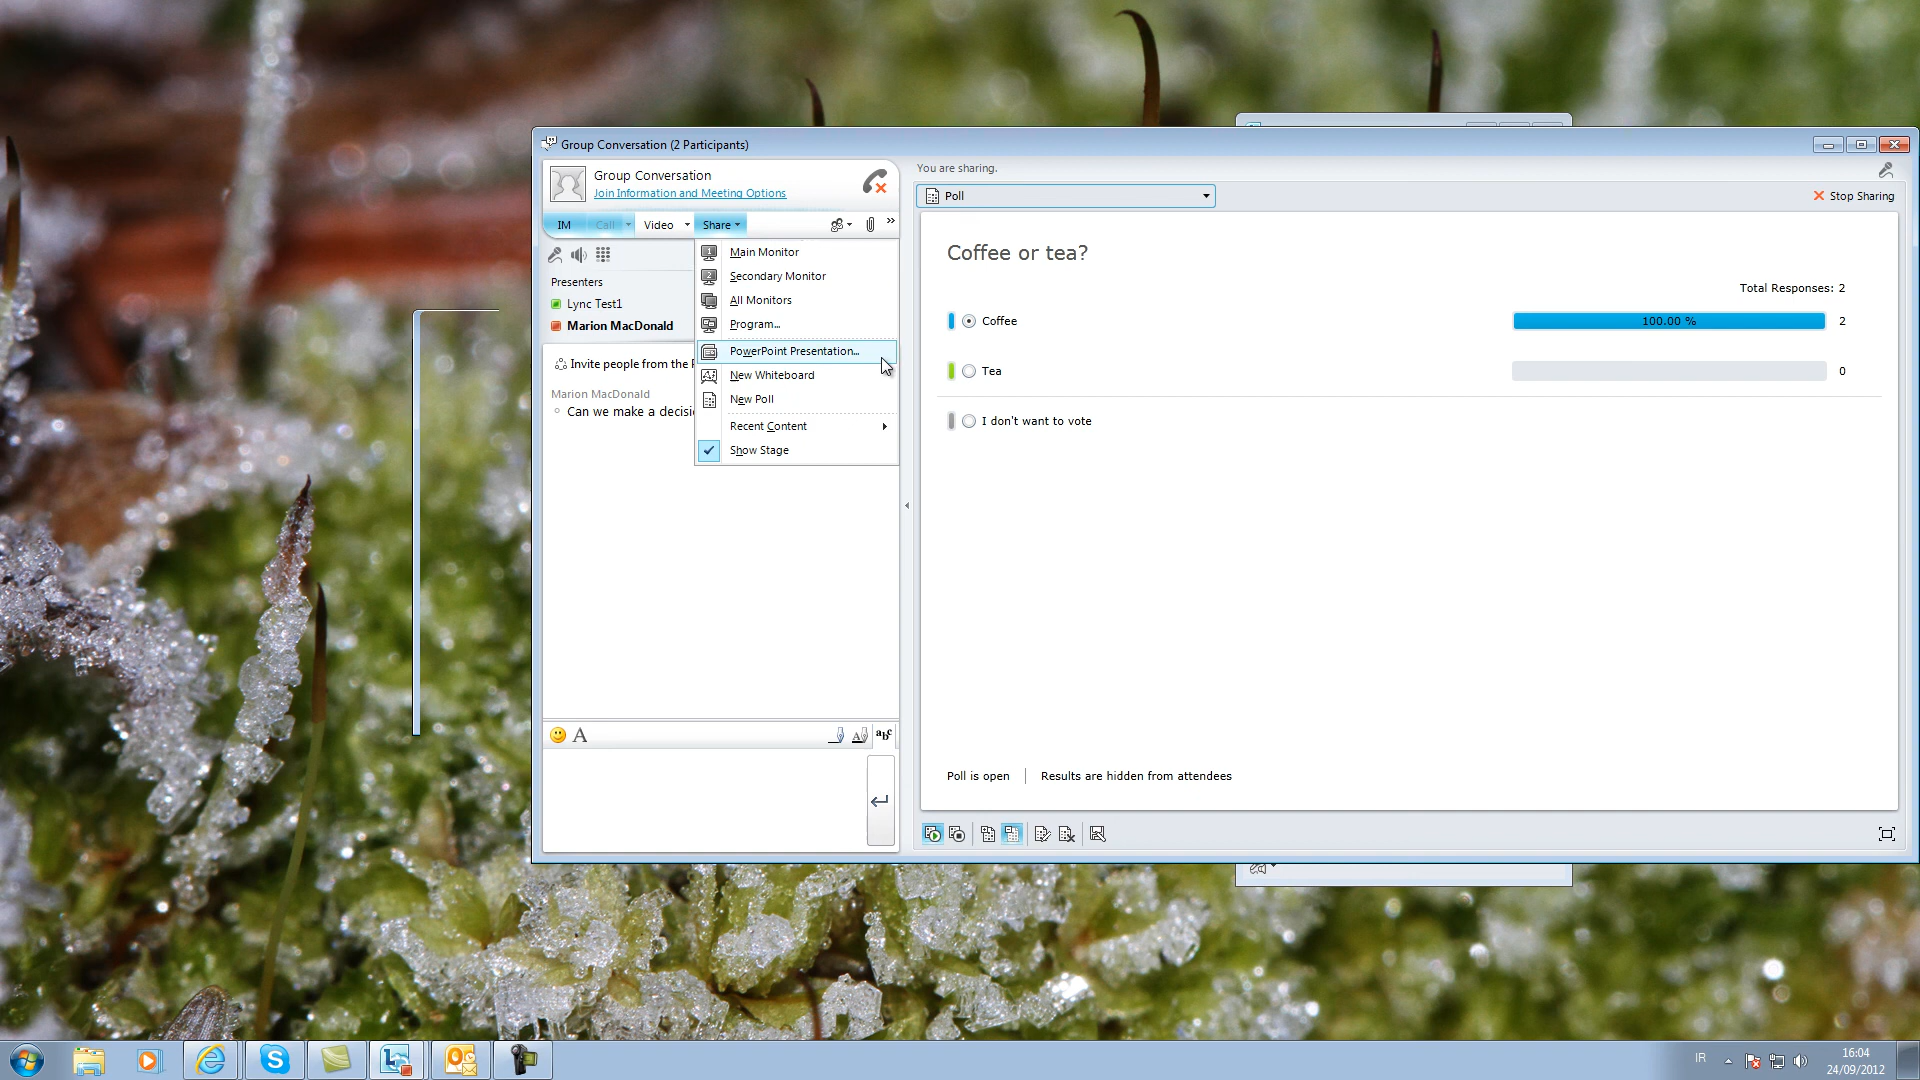 Group Conversation (2 Participants)
Group Conversation
Join Information and Meeting Options
IM
Call
Video
Share
Presenters
Lync Test1
Marion MacDonald
Invite people from the
Marion MacDonald
Can we make a decisi
Main Monitor
Secondary Monitor
All Monitors
Program...
PowerPoint Presentation...
New Whiteboard
New Poll
Recent Content
Show Stage
A
A
abc
You are sharing.
Poll
Stop Sharing
Coffee or tea?
Total Responses: 2
Coffee
100.00 %
2
Tea
0
I don't want to vote
Poll is open
Results are hidden from attendees
IR
16:04
24/09/2012